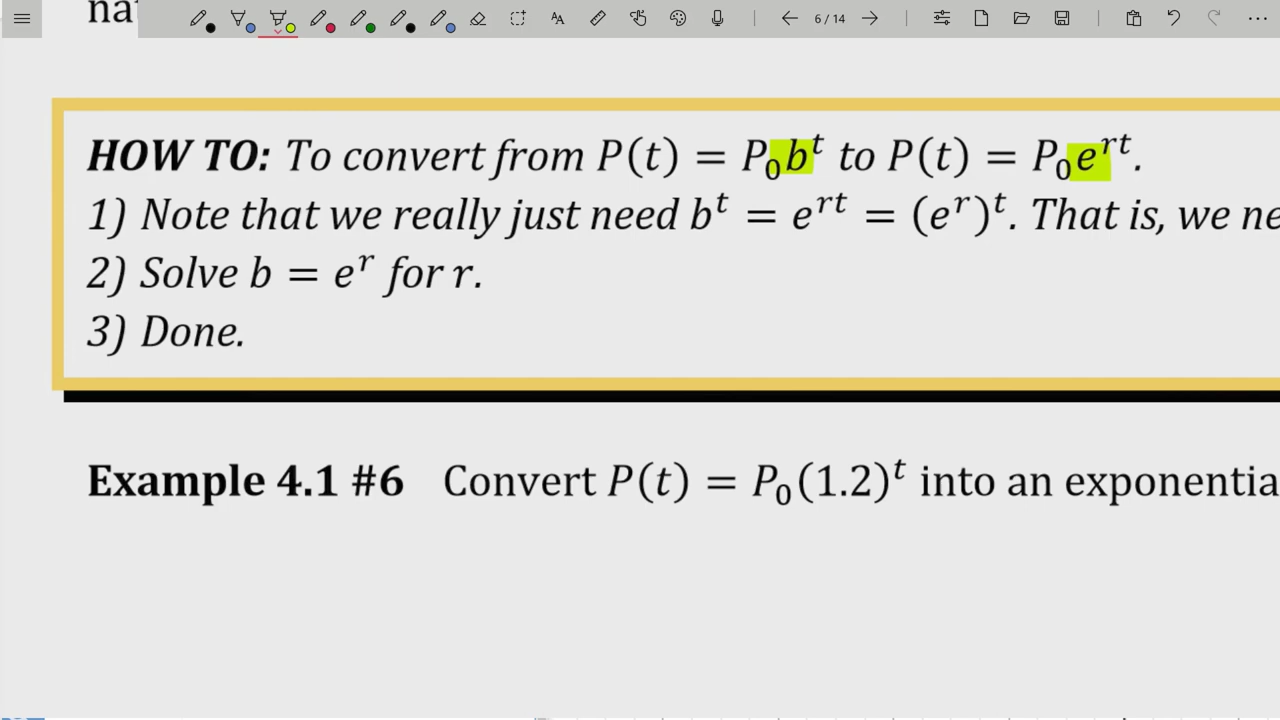 6 / 14
HOW TO: To convert from P(t) = P₀bᵗ to P(t) = P₀eʳᵗ.
1) Note that we really just need bᵗ = eʳᵗ = (eʳ)ᵗ. That is, we
2) Solve b = eʳ for r.
3) Done.
Example 4.1 #6 Convert P(t) = P₀(1.2)ᵗ into an